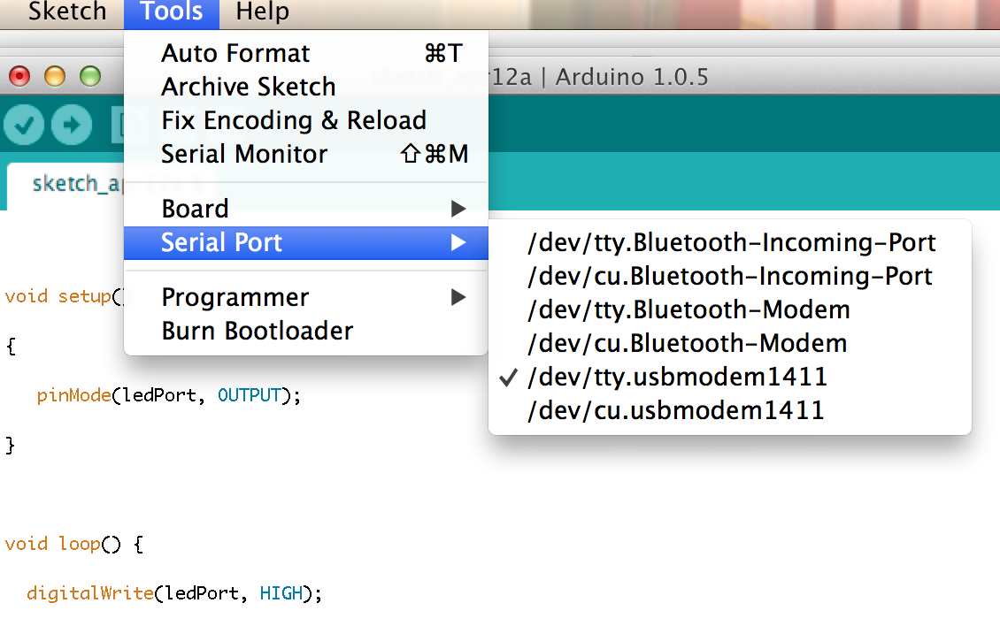 Sketch Tools Help
12a | Arduino 1.0.5
Auto Format ⌘T
Archive Sketch
Fix Encoding & Reload
Serial Monitor ⇧⌘M
sketch_a
Board ▶
Serial Port ▶
/dev/tty.Bluetooth-Incoming-Port
/dev/cu.Bluetooth-Incoming-Port
/dev/tty.Bluetooth-Modem
/dev/cu.Bluetooth-Modem
✓ /dev/tty.usbmodem1411
/dev/cu.usbmodem1411
Programmer ▶
Burn Bootloader
void setup()
{
pinMode(ledPort, OUTPUT);
}
void loop() {
digitalWrite(ledPort, HIGH);